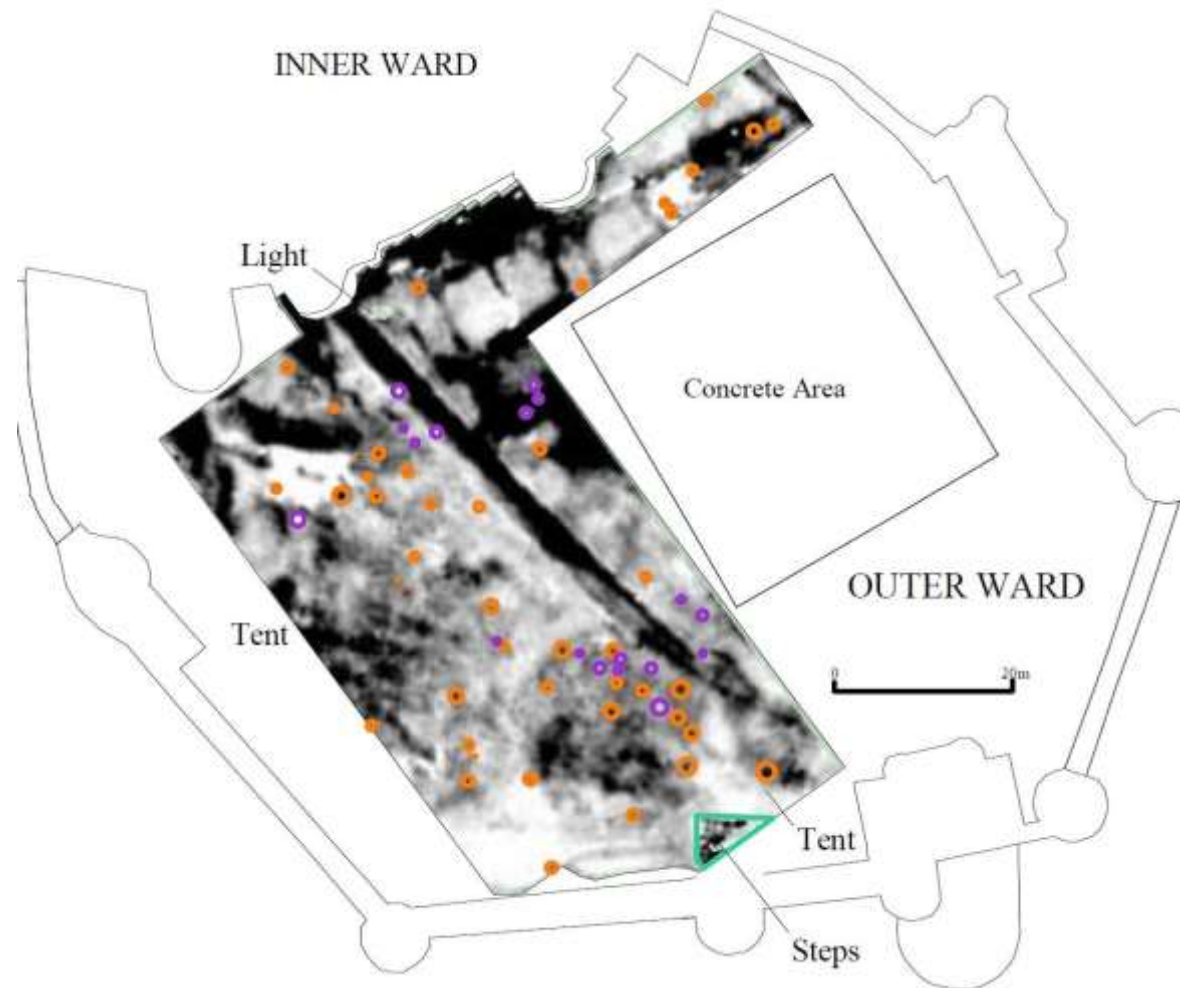 INNER WARD
Light
Concrete Area
OUTER WARD
Tent
0 20m
Tent
Steps